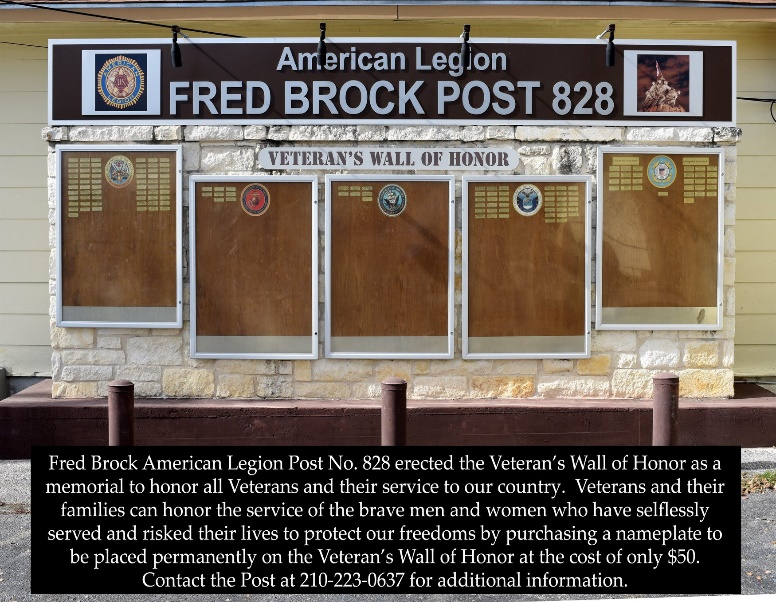 American Legion
FRED BROCK POST 828
VETERAN'S WALL OF HONOR
Fred Brock American Legion Post No. 828 erected the Veteran's Wall of Honor as a
memorial to honor all Veterans and their service to our country.  Veterans and their
families can honor the service of the brave men and women who have selflessly
served and risked their lives to protect our freedoms by purchasing a nameplate to
be placed permanently on the Veteran's Wall of Honor at the cost of only $50.
Contact the Post at 210-223-0637 for additional information.